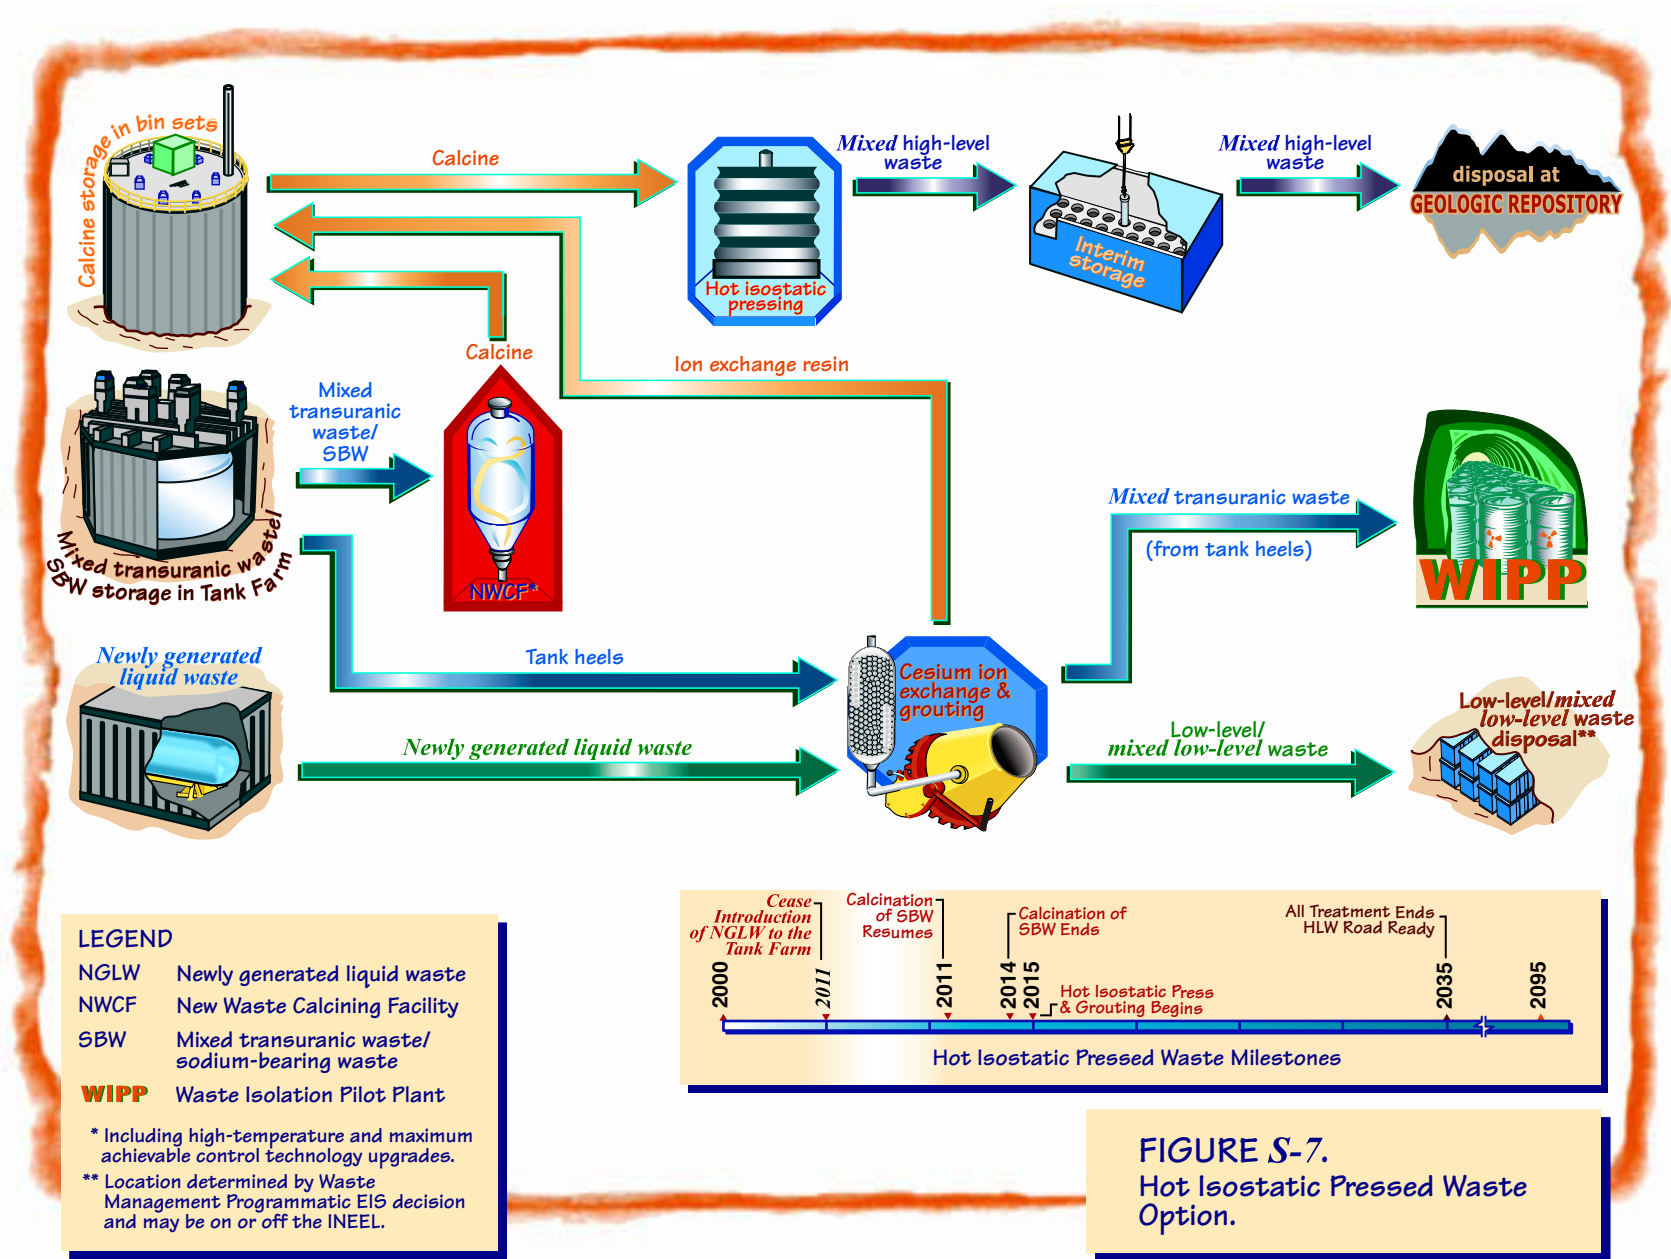 Calcine storage in bin sets
Calcine
Hot isostatic
pressing
Mixed high-level
waste
Interim
storage
Mixed high-level
waste
disposal at
GEOLOGIC REPOSITORY
Calcine
Ion exchange resin
Mixed
transuranic
waste/
SBW
NWCF*
Mixed transuranic waste/
SBW storage in Tank Farm
Mixed transuranic waste
(from tank heels)
WIPP
Newly generated
liquid waste
Tank heels
Cesium ion
exchange &
grouting
Newly generated liquid waste
Low-level/
mixed low-level waste
Low-level/mixed
low-level waste
disposal**
LEGEND
NGLW Newly generated liquid waste
NWCF New Waste Calcining Facility
SBW Mixed transuranic waste/
sodium-bearing waste
WIPP Waste Isolation Pilot Plant
* Including high-temperature and maximum
achievable control technology upgrades.
** Location determined by Waste
Management Programmatic EIS decision
and may be on or off the INEEL.
Cease
Introduction
of NGLW to the
Tank Farm
Calcination
of SBW
Resumes
Calcination of
SBW Ends
All Treatment Ends
HLW Road Ready
2000
2011
2011
2014
2015
2035
2095
Hot Isostatic Press
& Grouting Begins
Hot Isostatic Pressed Waste Milestones
FIGURE S-7.
Hot Isostatic Pressed Waste
Option.